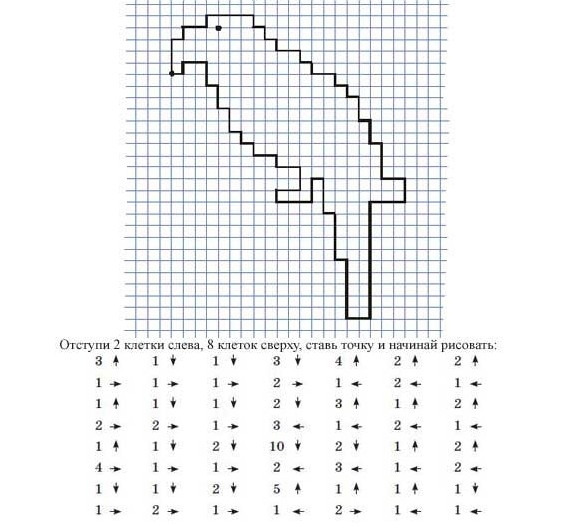 Отступи 2 клетки слева, 8 клеток сверху, ставь точку и начинай рисовать:
3 ↑ 1 ↓ 1 ↓ 3 ↓ 4 ↑ 2 ↑ 2 ↑
1 → 1 → 1 → 2 → 1 ← 2 ← 1 ←
1 ↑ 1 ↓ 1 ↓ 2 ↓ 3 ↑ 1 ↑ 2 ↑
2 → 2 → 1 → 3 ← 1 ← 2 ← 1 ←
1 ↑ 1 ↓ 2 ↓ 10 ↓ 2 ↓ 1 ↑ 2 ↑
4 → 1 → 1 → 2 ← 3 ← 1 ← 2 ←
1 ↓ 1 ↓ 2 ↓ 5 ↑ 1 ↑ 1 ↑ 1 ↓
1 → 2 → 1 → 1 ← 2 → 1 ← 1 ←